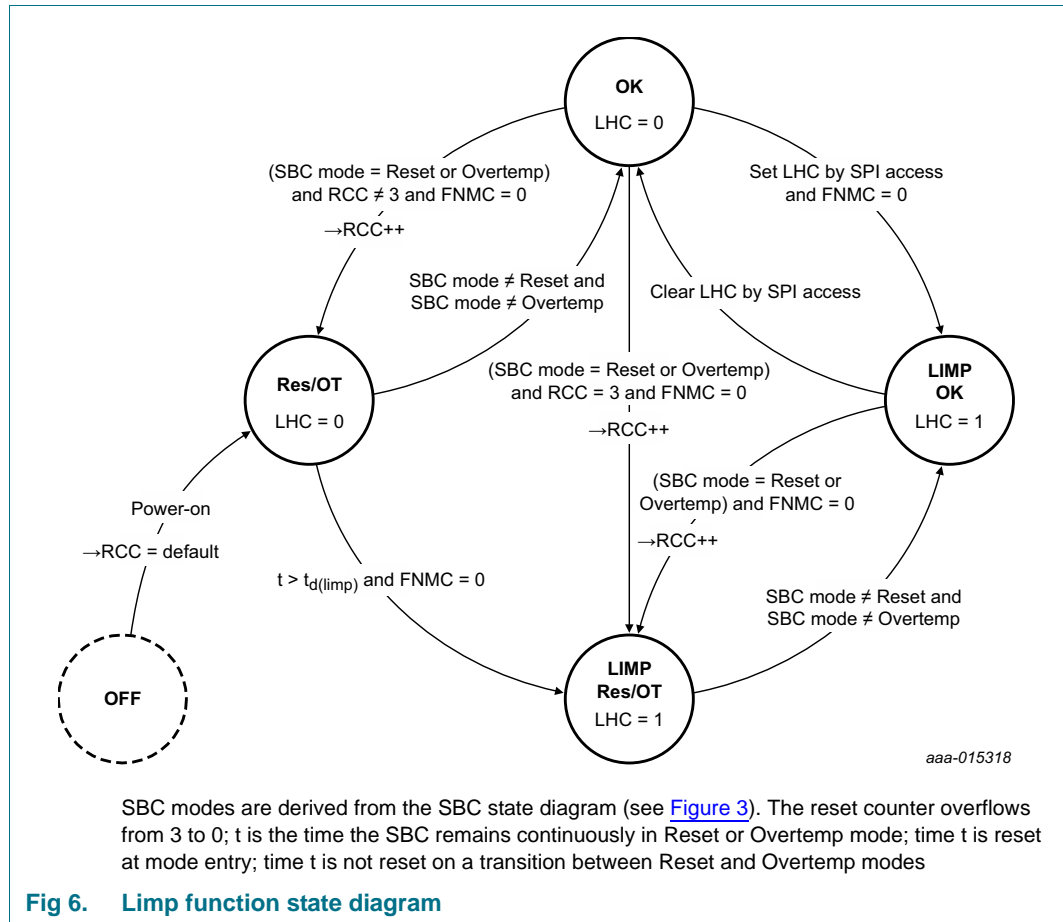 OK
LHC = 0
(SBC mode = Reset or Overtemp)
and RCC ≠ 3 and FNMC = 0
→RCC++
Set LHC by SPI access
and FNMC = 0
SBC mode ≠ Reset and
SBC mode ≠ Overtemp
Clear LHC by SPI access
Res/OT
LHC = 0
(SBC mode = Reset or Overtemp)
and RCC = 3 and FNMC = 0
→RCC++
LIMP
OK
LHC = 1
(SBC mode = Reset or
Overtemp) and FNMC = 0
→RCC++
Power-on
→RCC = default
t > td(limp) and FNMC = 0
SBC mode ≠ Reset and
SBC mode ≠ Overtemp
OFF
LIMP
Res/OT
LHC = 1
aaa-015318
SBC modes are derived from the SBC state diagram (see Figure 3). The reset counter overflows
from 3 to 0; t is the time the SBC remains continuously in Reset or Overtemp mode; time t is reset
at mode entry; time t is not reset on a transition between Reset and Overtemp modes
Fig 6. Limp function state diagram